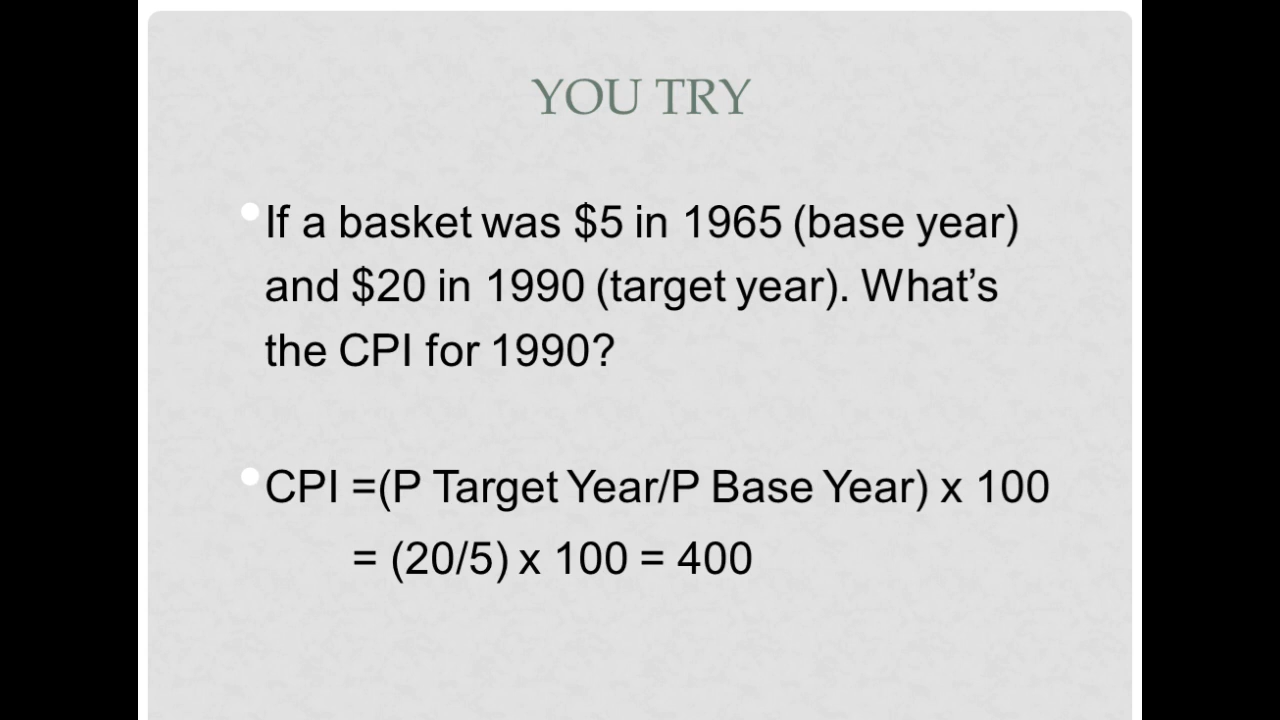 YOU TRY
If a basket was $5 in 1965 (base year)
and $20 in 1990 (target year). What’s
the CPI for 1990?
CPI =(P Target Year/P Base Year) x 100
= (20/5) x 100 = 400